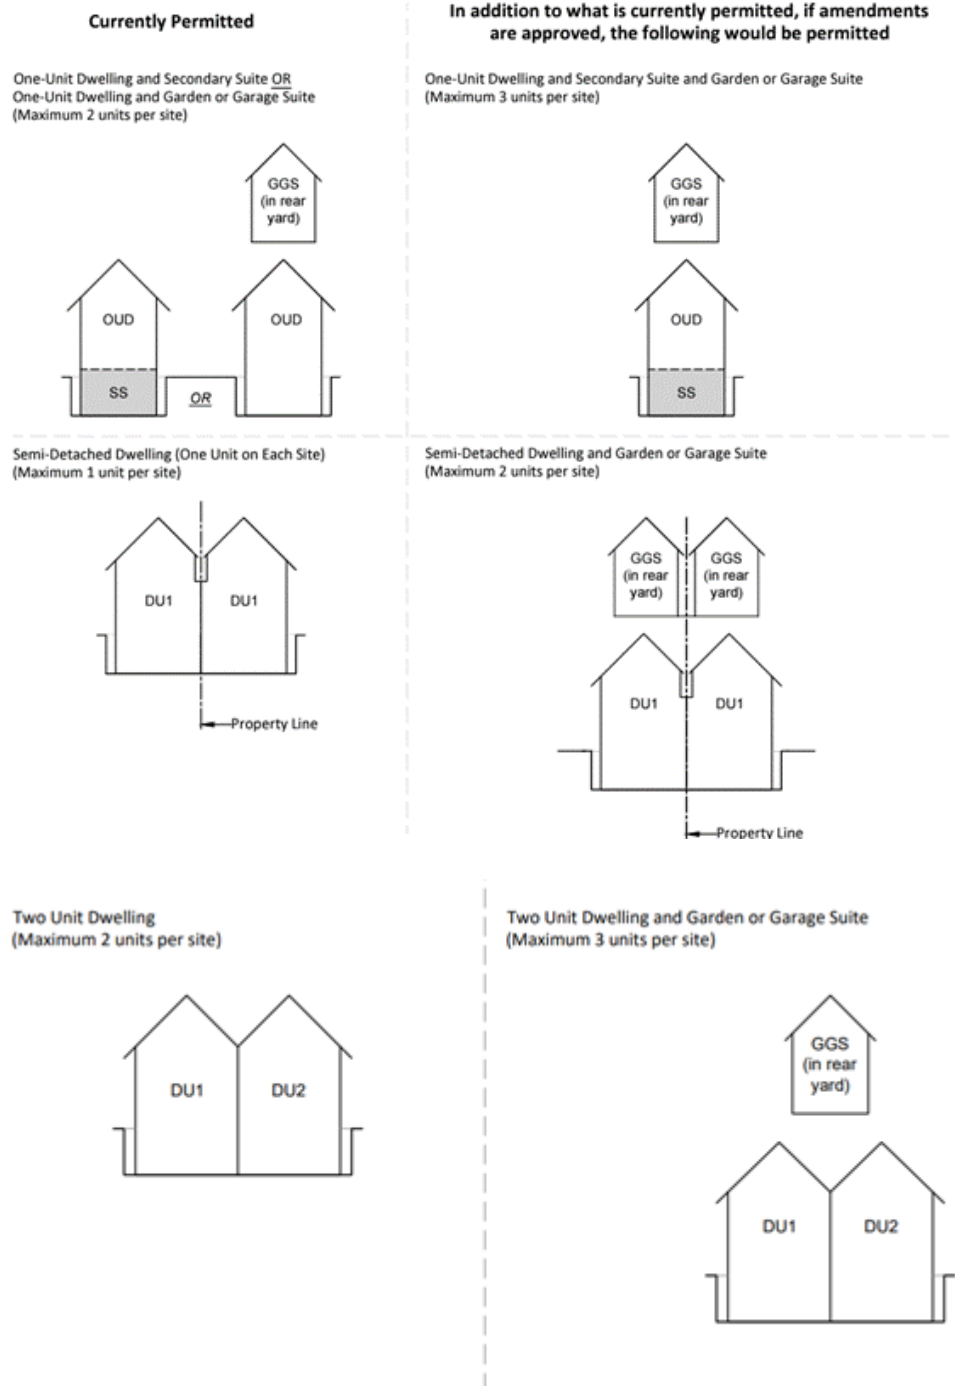 Currently Permitted
In addition to what is currently permitted, if amendments
are approved, the following would be permitted
One-Unit Dwelling and Secondary Suite OR
One-Unit Dwelling and Garden or Garage Suite
(Maximum 2 units per site)
GGS
(in rear
yard)
OUD
OUD
SS
OR
One-Unit Dwelling and Secondary Suite and Garden or Garage Suite
(Maximum 3 units per site)
GGS
(in rear
yard)
OUD
SS
Semi-Detached Dwelling (One Unit on Each Site)
(Maximum 1 unit per site)
DU1
DU1
Property Line
Semi-Detached Dwelling and Garden or Garage Suite
(Maximum 2 units per site)
GGS
(in rear
yard)
GGS
(in rear
yard)
DU1
DU1
Property Line
Two Unit Dwelling
(Maximum 2 units per site)
DU1
DU2
Two Unit Dwelling and Garden or Garage Suite
(Maximum 3 units per site)
GGS
(in rear
yard)
DU1
DU2